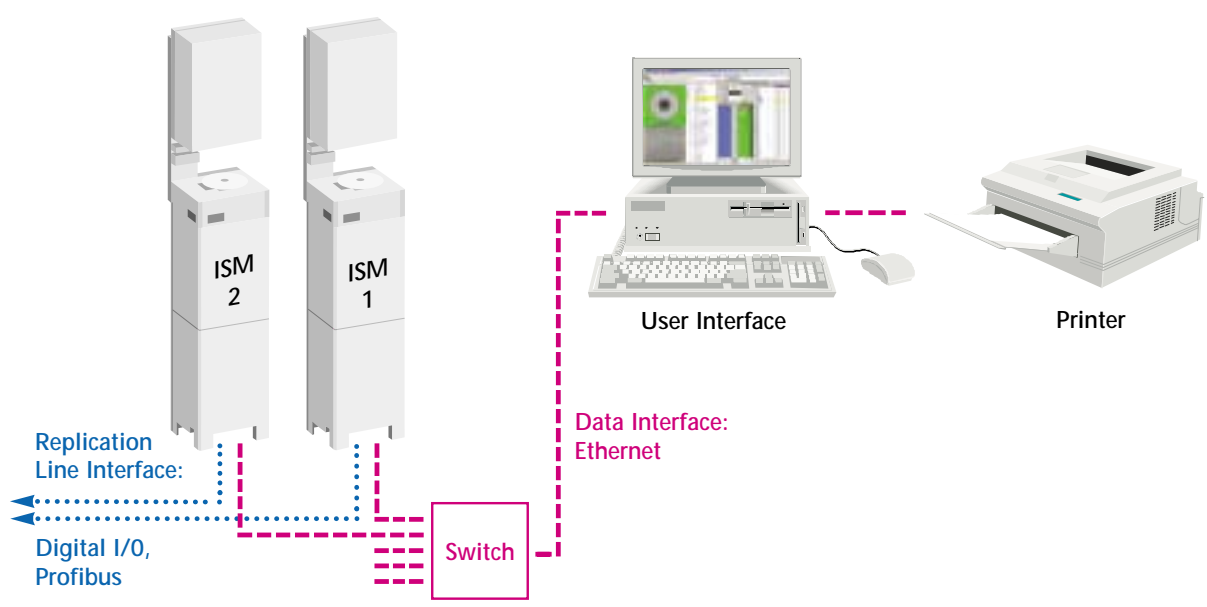 ISM
2
ISM
1
User Interface
Printer
Data Interface:
Ethernet
Replication
Line Interface:
Digital I/0,
Profibus
Switch